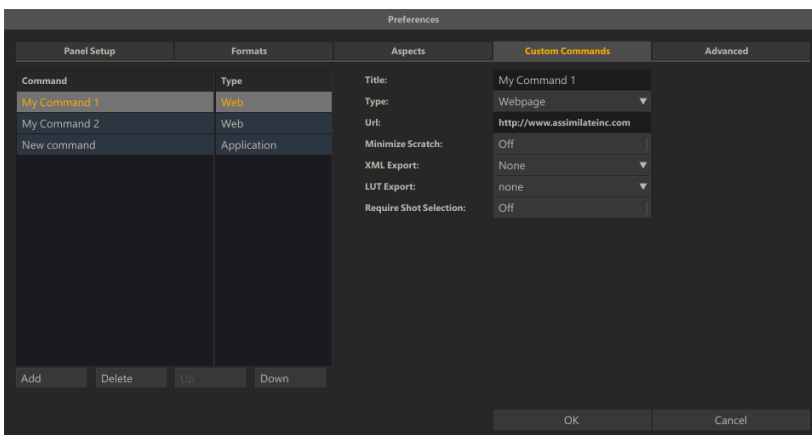 Preferences
Panel Setup Formats Aspects Custom Commands Advanced
Command Type
My Command 1 Web
My Command 2 Web
New command Application
Title: My Command 1
Type: Webpage
Url: http://www.assimilateinc.com
Minimize Scratch: Off
XML Export: None
LUT Export: none
Require Shot Selection: Off
Add Delete Up Down
OK Cancel